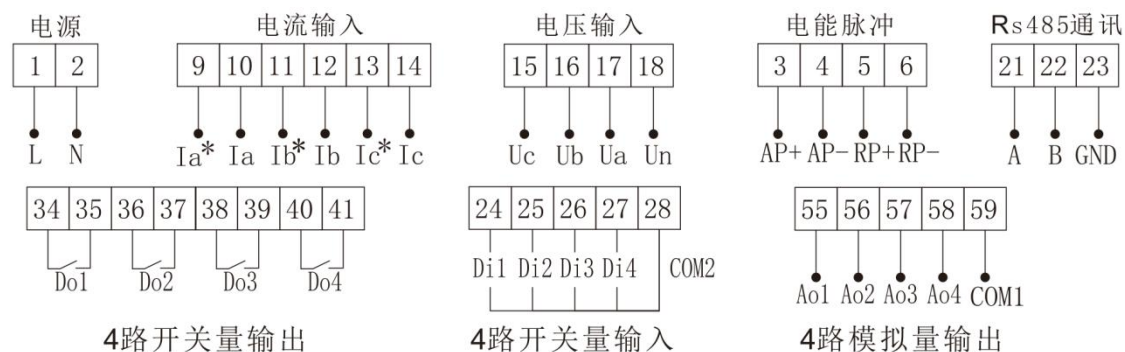 电源 电流输入 电压输入 电能脉冲 Rs485通讯
1 2 9 10 11 12 13 14 15 16 17 18 3 4 5 6 21 22 23
L N Ia* Ia Ib* Ib Ic* Ic Uc Ub Ua Un AP+ AP- RP+ RP- A B GND
34 35 36 37 38 39 40 41 24 25 26 27 28 55 56 57 58 59
Do1 Do2 Do3 Do4 Di1 Di2 Di3 Di4 COM2 Ao1 Ao2 Ao3 Ao4 COM1
4路开关量输出 4路开关量输入 4路模拟量输出